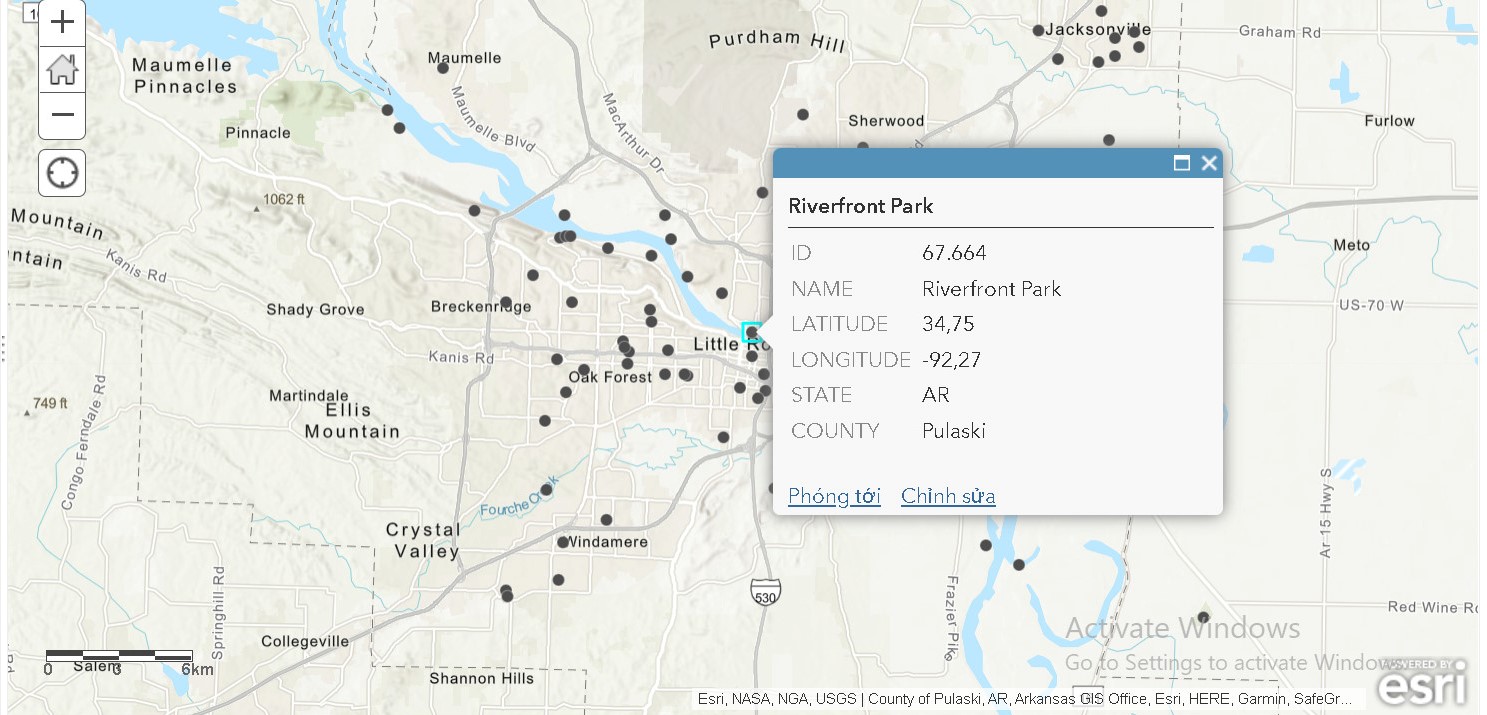 10
Maumelle
Pinnacles
Maumelle
Purdham Hill
Jacksonville
Graham Rd
Pinnacle
Maumelle Blvd
MacArthur Dr
Sherwood
Furlow
1062 ft
Mountain
ntain
Kanis Rd
Shady Grove
Breckenridge
Meto
US-70 W
Kanis Rd
Little Ro
Oak Forest
Martindale
Ellis
Mountain
749 ft
Congo Ferndale Rd
Riverfront Park
ID 67.664
NAME Riverfront Park
LATITUDE 34,75
LONGITUDE -92,27
STATE AR
COUNTY Pulaski
Phóng tới Chỉnh sửa
Fourche Creek
Crystal
Valley
Windamere
530
Ar 15 Hwy S
Frazier Pike
Springhill Rd
Collegeville
Red Wine Rd
Activate Windows
Go to Settings to activate Windows.
0 3 6km
Salem
Shannon Hills
POWERED BY
esri
Esri, NASA, NGA, USGS | County of Pulaski, AR, Arkansas GIS Office, Esri, HERE, Garmin, SafeGr...